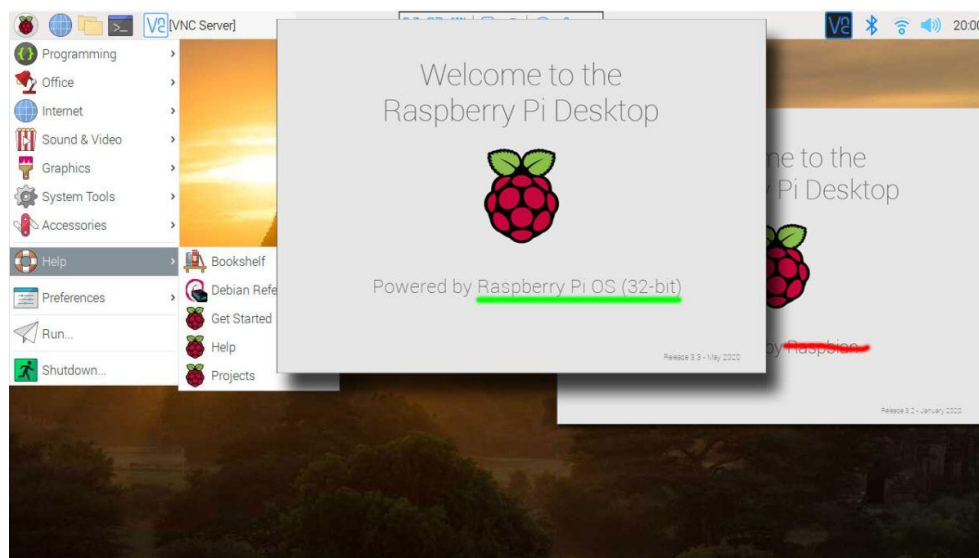 [VNC Server]
20:00
Programming
Office
Internet
Sound & Video
Graphics
System Tools
Accessories
Help
Preferences
Run...
Shutdown...
Bookshelf
Debian Refe
Get Started
Help
Projects
Welcome to the
Raspberry Pi Desktop
Powered by Raspberry Pi OS (32-bit)
Release 3.3 - May 2020
to the
Pi Desktop
by Raspbian
Release 3.2 - January 2020